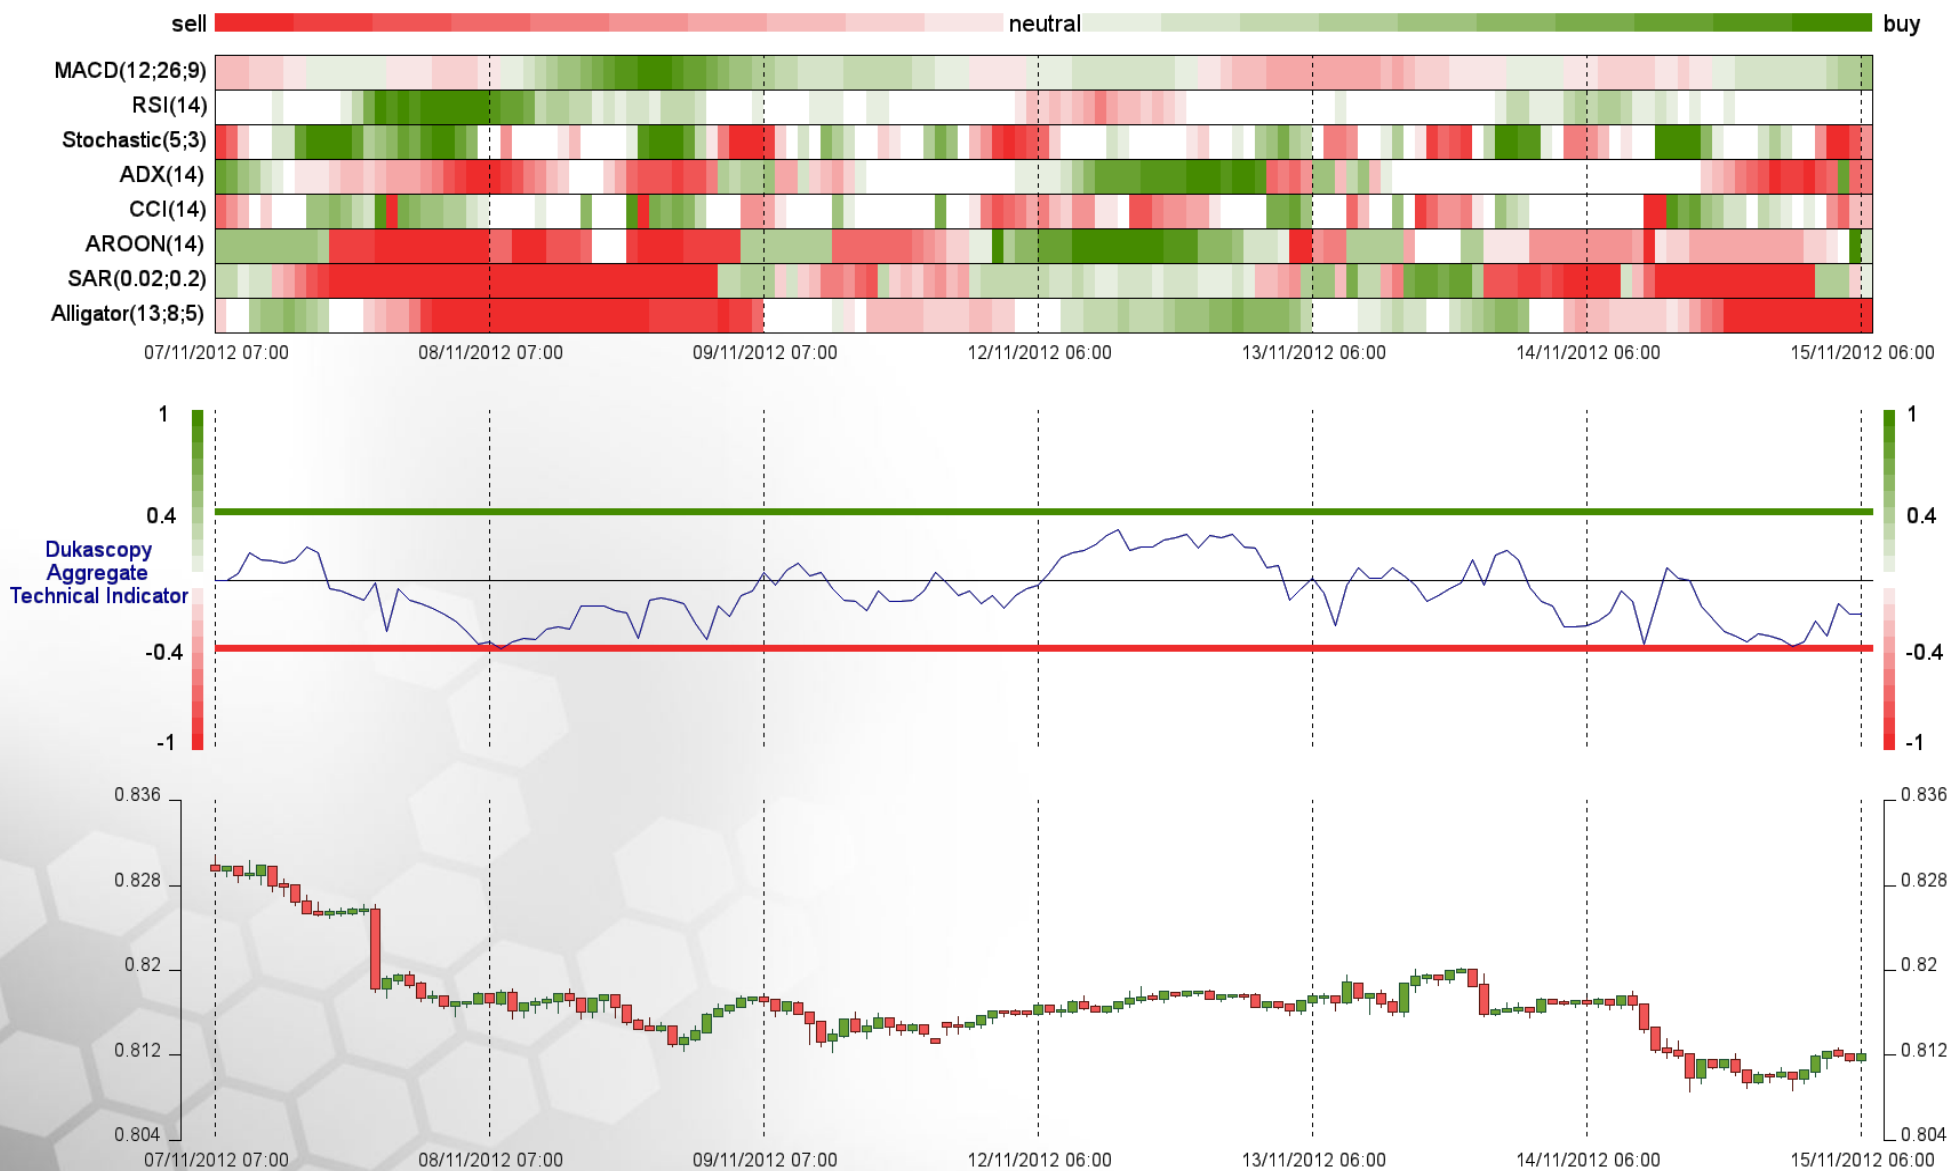 sell neutral buy
MACD(12;26;9)
RSI(14)
Stochastic(5;3)
ADX(14)
CCI(14)
AROON(14)
SAR(0.02;0.2)
Alligator(13;8;5)
07/11/2012 07:00 08/11/2012 07:00 09/11/2012 07:00 12/11/2012 06:00 13/11/2012 06:00 14/11/2012 06:00 15/11/2012 06:00
1 1
0.4 0.4
Dukascopy
Aggregate
Technical Indicator
-0.4 -0.4
-1 -1
0.836 0.836
0.828 0.828
0.82 0.82
0.812 0.812
0.804 0.804
07/11/2012 07:00 08/11/2012 07:00 09/11/2012 07:00 12/11/2012 06:00 13/11/2012 06:00 14/11/2012 06:00 15/11/2012 06:00